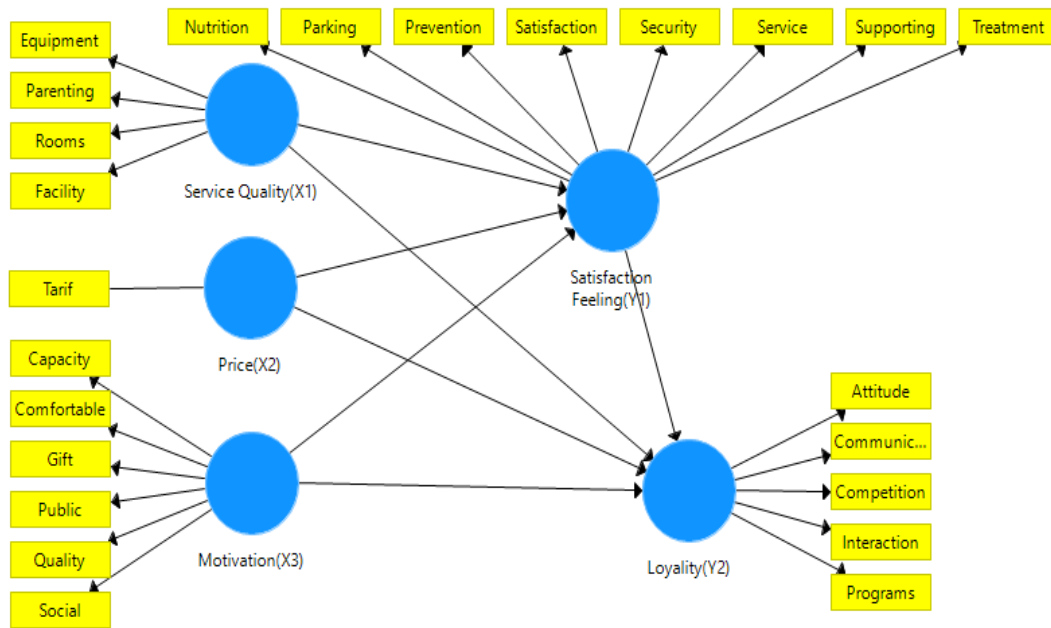 Nutrition
Parking
Prevention
Satisfaction
Security
Service
Supporting
Treatment
Equipment
Parenting
Rooms
Facility
Service Quality(X1)
Satisfaction
Feeling(Y1)
Tarif
Price(X2)
Capacity
Comfortable
Gift
Public
Quality
Social
Motivation(X3)
Attitude
Communic...
Competition
Interaction
Programs
Loyality(Y2)